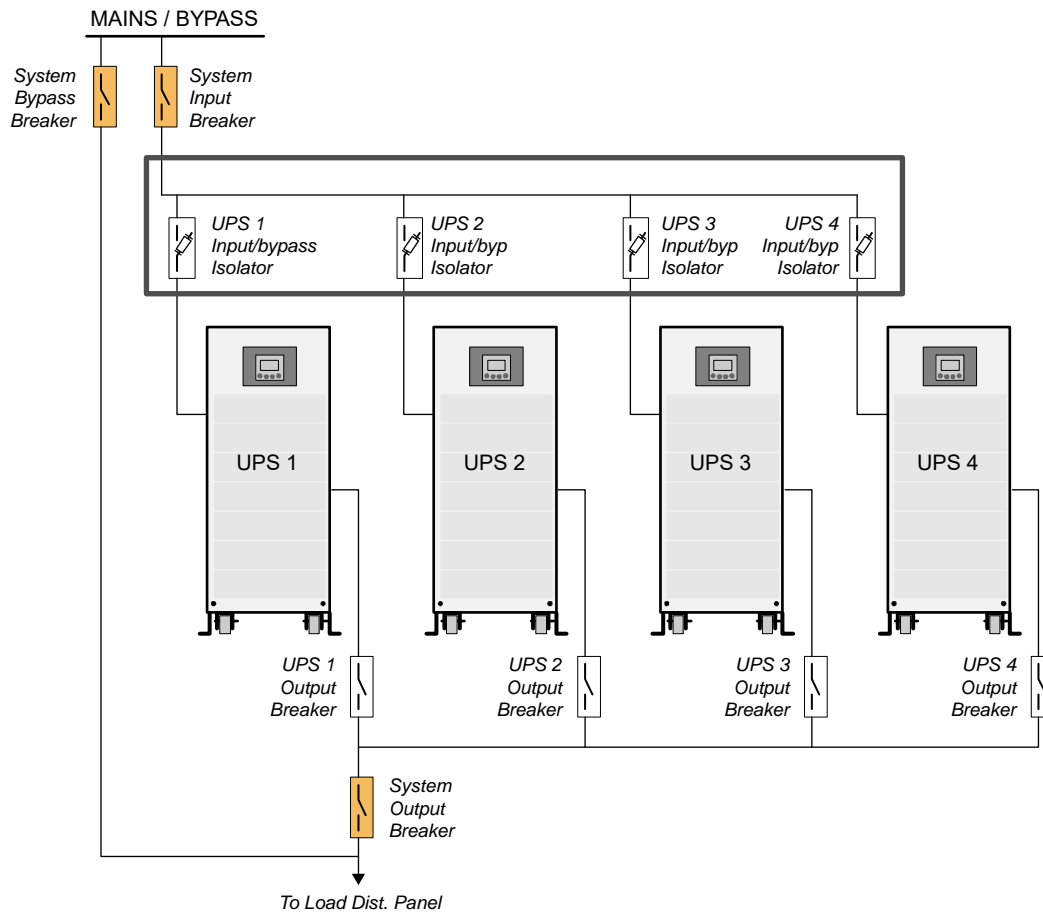 MAINS / BYPASS
System
Bypass
Breaker
System
Input
Breaker
UPS 1
Input/bypass
Isolator
UPS 2
Input/byp
Isolator
UPS 3
Input/byp
Isolator
UPS 4
Input/byp
Isolator
UPS 1
UPS 2
UPS 3
UPS 4
UPS 1
Output
Breaker
UPS 2
Output
Breaker
UPS 3
Output
Breaker
UPS 4
Output
Breaker
System
Output
Breaker
To Load Dist. Panel